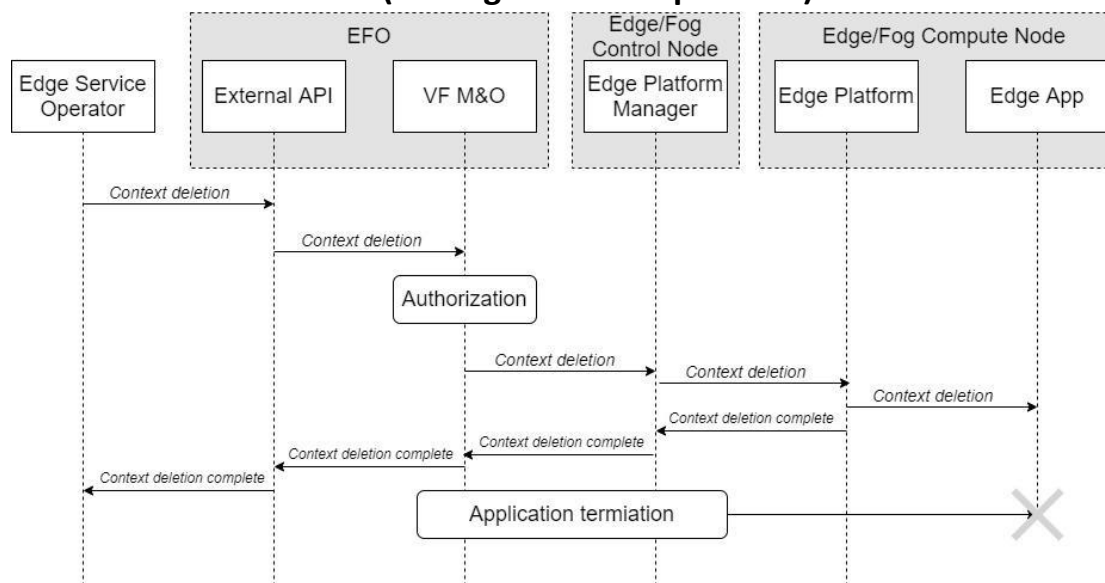 EFO
Edge/Fog
Control Node
Edge/Fog Compute Node
Edge Service
Operator
External API
VF M&O
Edge Platform
Manager
Edge Platform
Edge App
Context deletion
Context deletion
Authorization
Context deletion
Context deletion
Context deletion
Context deletion complete
Context deletion complete
Context deletion complete
Context deletion complete
Application termiation